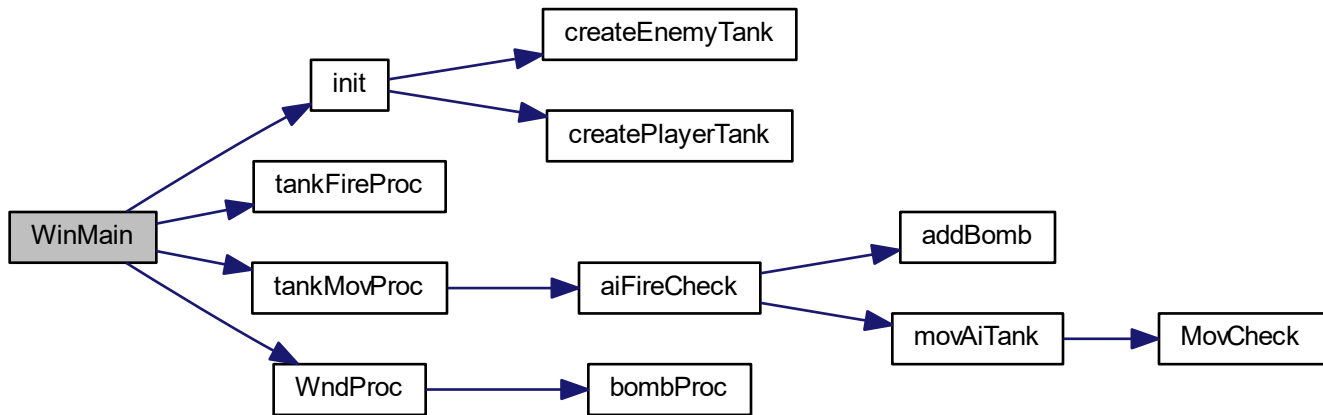 createEnemyTank
init
createPlayerTank
tankFireProc
WinMain
addBomb
tankMovProc
aiFireCheck
movAiTank
MovCheck
WndProc
bombProc